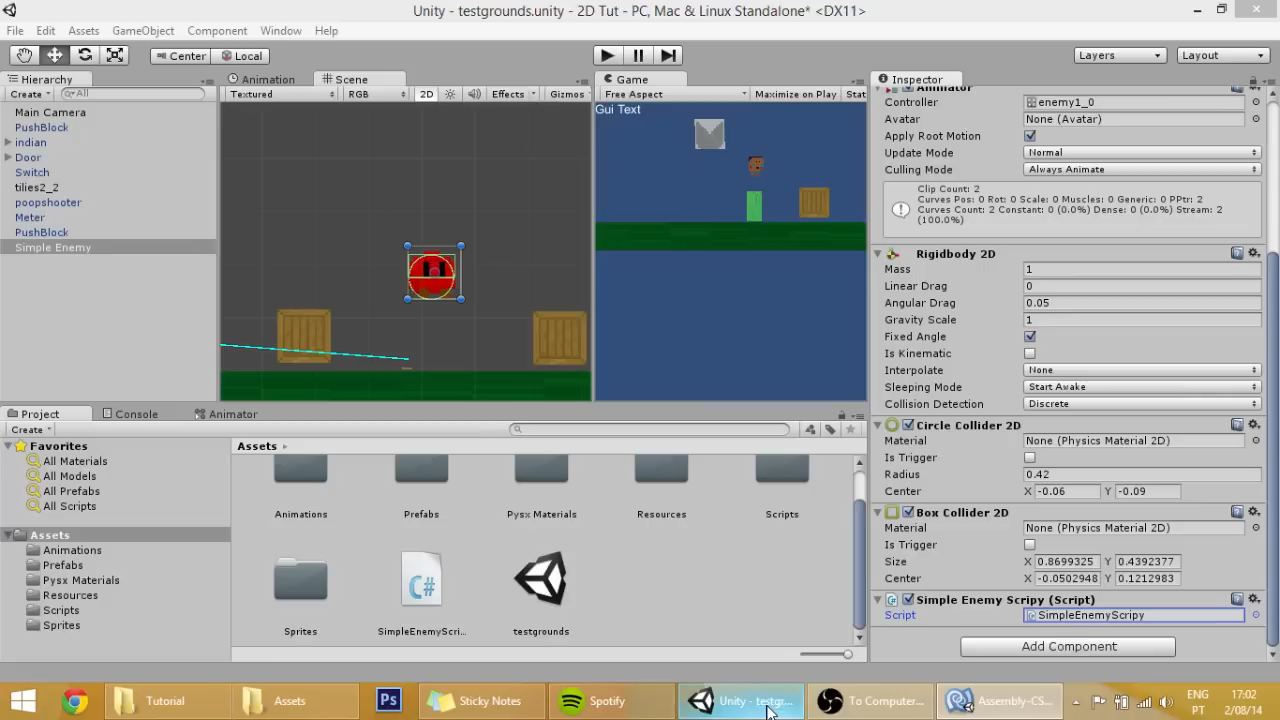 Unity - testgrounds.unity - 2D Tut - PC, Mac & Linux Standalone* <DX11>
File Edit Assets GameObject Component Window Help
Center Local Layers Layout
Hierarchy
Create All
Main Camera
PushBlock
indian
Door
Switch
tilies2_2
poopshooter
Meter
PushBlock
Simple Enemy
Animation Scene
Textured RGB 2D Effects Gizmos
Game
Free Aspect Maximize on Play Stat
Gui Text
Inspector
Animator
Controller enemy1_0
Avatar None (Avatar)
Apply Root Motion
Update Mode Normal
Culling Mode Always Animate
Clip Count: 2
Curves Pos: 0 Rot: 0 Scale: 0 Muscles: 0 Generic: 0 PPtr: 2
Curves Count: 2 Constant: 0 (0.0%) Dense: 0 (0.0%) Stream: 2
(100.0%)
Rigidbody 2D
Mass 1
Linear Drag 0
Angular Drag 0.05
Gravity Scale 1
Fixed Angle
Is Kinematic
Interpolate None
Sleeping Mode Start Awake
Collision Detection Discrete
Circle Collider 2D
Material None (Physics Material 2D)
Is Trigger
Radius 0.42
Center X -0.06 Y -0.09
Box Collider 2D
Material None (Physics Material 2D)
Is Trigger
Size X 0.8699325 Y 0.4392377
Center X -0.0502948 Y 0.1212983
Simple Enemy Scripy (Script)
Script SimpleEnemyScripy
Add Component
Project Console Animator
Create
Favorites
All Materials
All Models
All Prefabs
All Scripts
Assets
Animations
Prefabs
Pysx Materials
Resources
Scripts
Sprites
Assets
Animations Prefabs Pysx Materials Resources Scripts
C#
Sprites SimpleEnemyScri... testgrounds
Tutorial Assets Ps Sticky Notes Spotify Unity - testgr... To Computer... Assembly-CS... ENG 17:02
PT 2/08/14